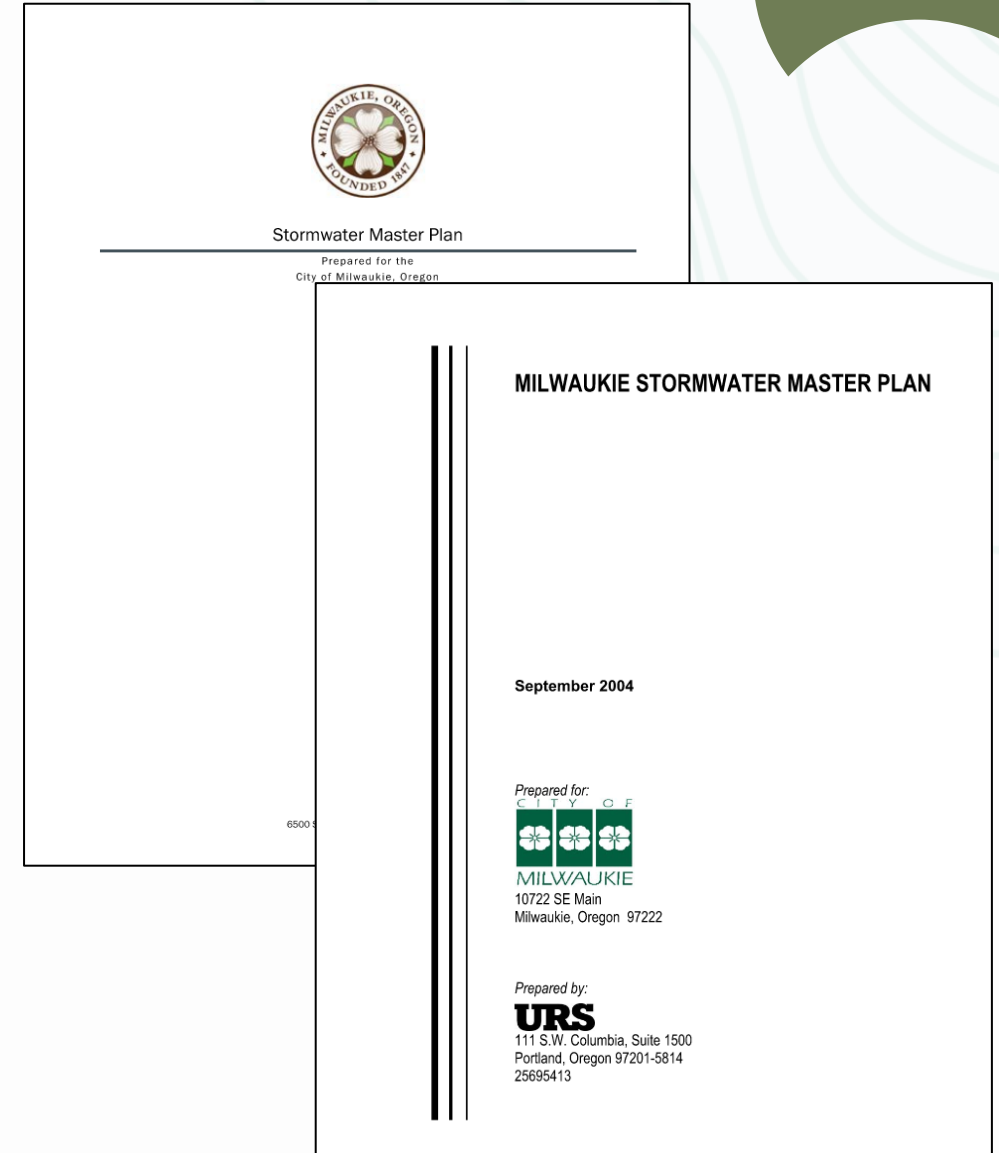 MILWAUKIE, OREGON
FOUNDED 1847
Stormwater Master Plan
Prepared for the
City of Milwaukie, Oregon
6500
MILWAUKIE STORMWATER MASTER PLAN
September 2004
Prepared for:
CITY OF
MILWAUKIE
10722 SE Main
Milwaukie, Oregon 97222
Prepared by:
URS
111 S.W. Columbia, Suite 1500
Portland, Oregon 97201-5814
25695413